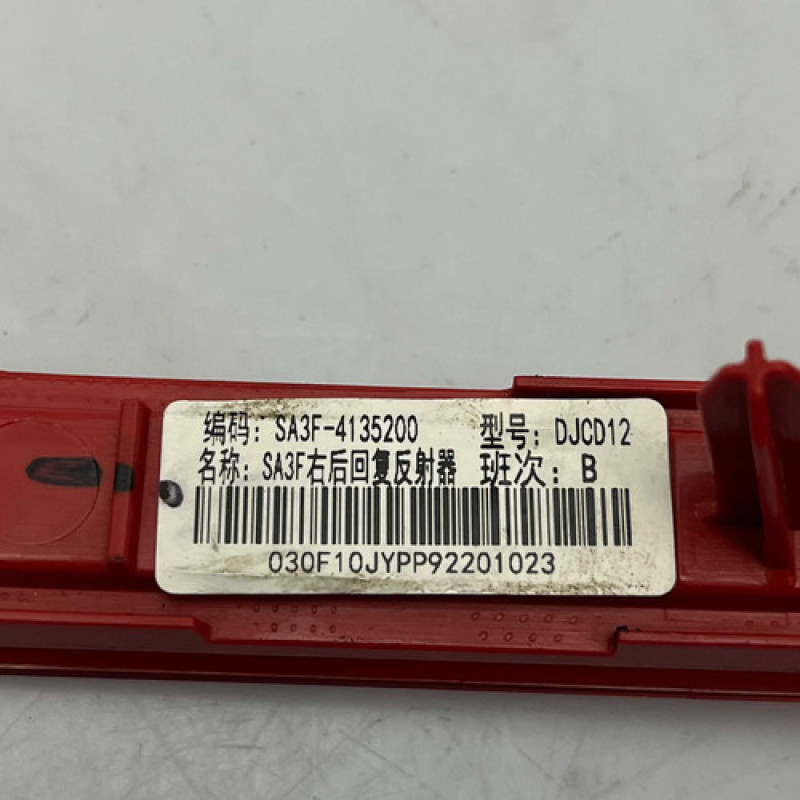 编码: SA3F-4135200 型号: DJCD12
名称: SA3F右后回复反射器 班次: B
030F10JYPP92201023